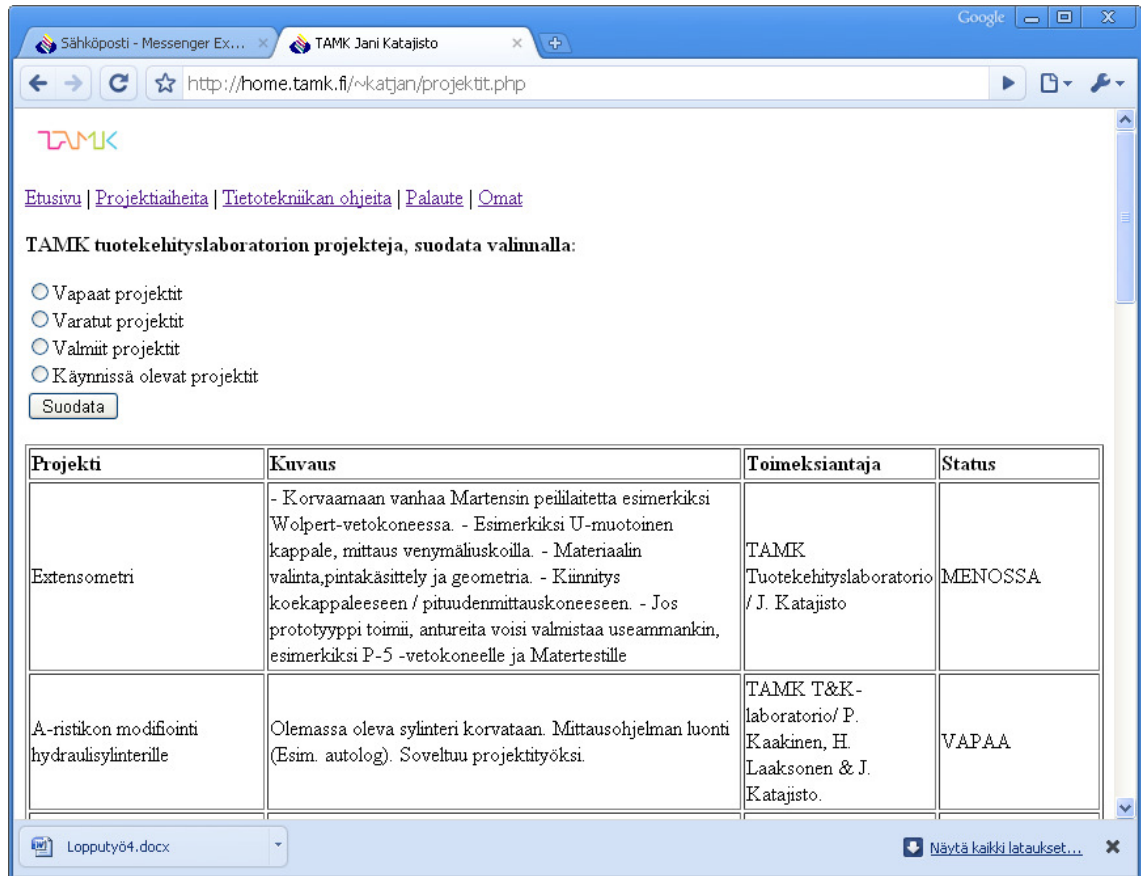 Google
Sähköposti - Messenger Ex...
TAMK Jani Katajisto
http://home.tamk.fi/~katjan/projektit.php
TAMK
Etusivu | Projektiaiheita | Tietotekniikan ohjeita | Palaute | Omat
TAMK tuotekehityslaboratorion projekteja, suodata valinnalla:
Vapaat projektit
Varatut projektit
Valmiit projektit
Käynnissä olevat projektit
Suodata
Projekti Kuvaus Toimeksiantaja Status
Extensometri
- Korvaamaan vanhaa Martensin peililaitetta esimerkiksi
Wolpert-vetokoneessa. - Esimerkiksi U-muotoinen
kappale, mittaus venymäliuskoilla. - Materiaalin
valinta,pintakäsittely ja geometria. - Kiinnitys
koekappaleeseen / pituudenmittauskoneeseen. - Jos
prototyyppi toimii, antureita voisi valmistaa useammankin,
esimerkiksi P-5 -vetokoneelle ja Matertestille
TAMK
Tuotekehityslaboratorio
/ J. Katajisto
MENOSSA
A-ristikon modifiointi
hydraulisylinterille
Olemassa oleva sylinteri korvataan. Mittausohjelman luonti
(Esim. autolog). Soveltuu projektityöksi.
TAMK T&K-
laboratorio/ P.
Kaakinen, H.
Laaksonen & J.
Katajisto.
VAPAA
Lopputyö4.docx
Näytä kaikki lataukset...